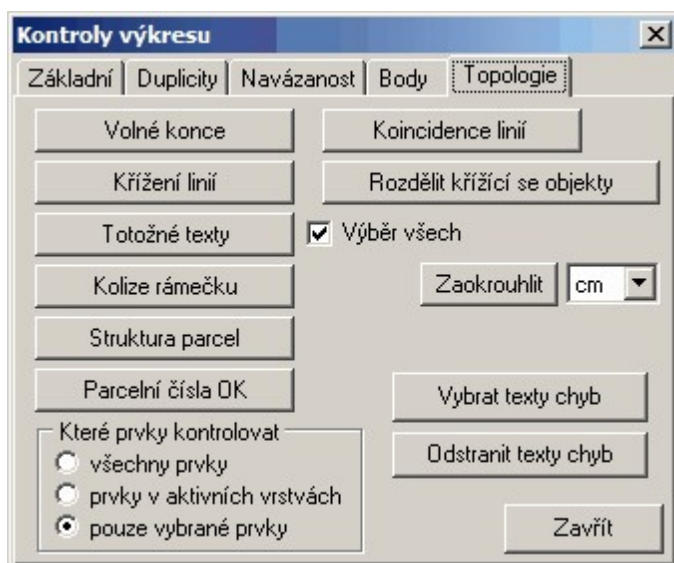 Kontroly výkresu
Základní Duplicity Navázanost Body Topologie
Volné konce
Koincidence linií
Křížení linií
Rozdělit křížící se objekty
Totožné texty
Výběr všech
Kolize rámečku
Zaokrouhlit cm
Struktura parcel
Parcelní čísla OK
Vybrat texty chyb
Které prvky kontrolovat
všechny prvky
Odstranit texty chyb
prvky v aktivních vrstvách
pouze vybrané prvky
Zavřít